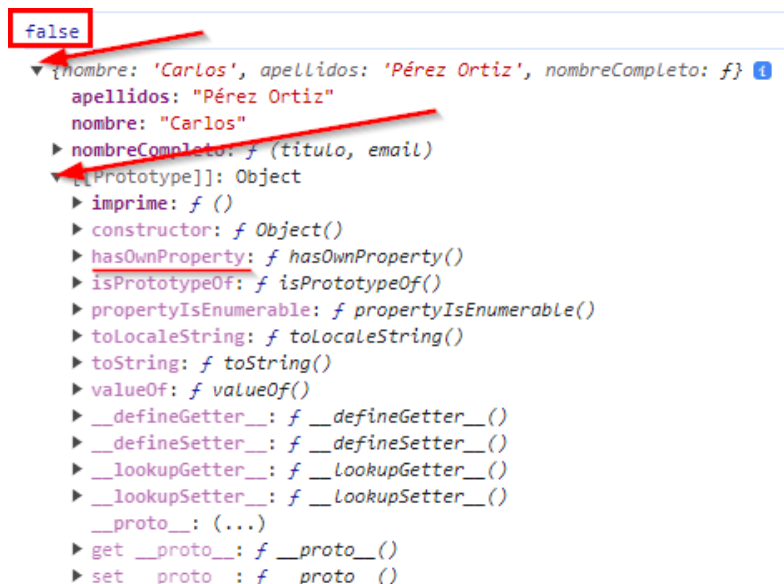 false
{nombre: 'Carlos', apellidos: 'Pérez Ortiz', nombreCompleto: ƒ} i
apellidos: "Pérez Ortiz"
nombre: "Carlos"
nombreCompleto: ƒ (titulo, email)
[[Prototype]]: Object
imprime: ƒ ()
constructor: ƒ Object()
hasOwnProperty: ƒ hasOwnProperty()
isPrototypeOf: ƒ isPrototypeOf()
propertyIsEnumerable: ƒ propertyIsEnumerable()
toLocaleString: ƒ toLocaleString()
toString: ƒ toString()
valueOf: ƒ valueOf()
__defineGetter__: ƒ __defineGetter__()
__defineSetter__: ƒ __defineSetter__()
__lookupGetter__: ƒ __lookupGetter__()
__lookupSetter__: ƒ __lookupSetter__()
__proto__: (...)
get __proto__: ƒ __proto__()
set __proto__: ƒ __proto__()